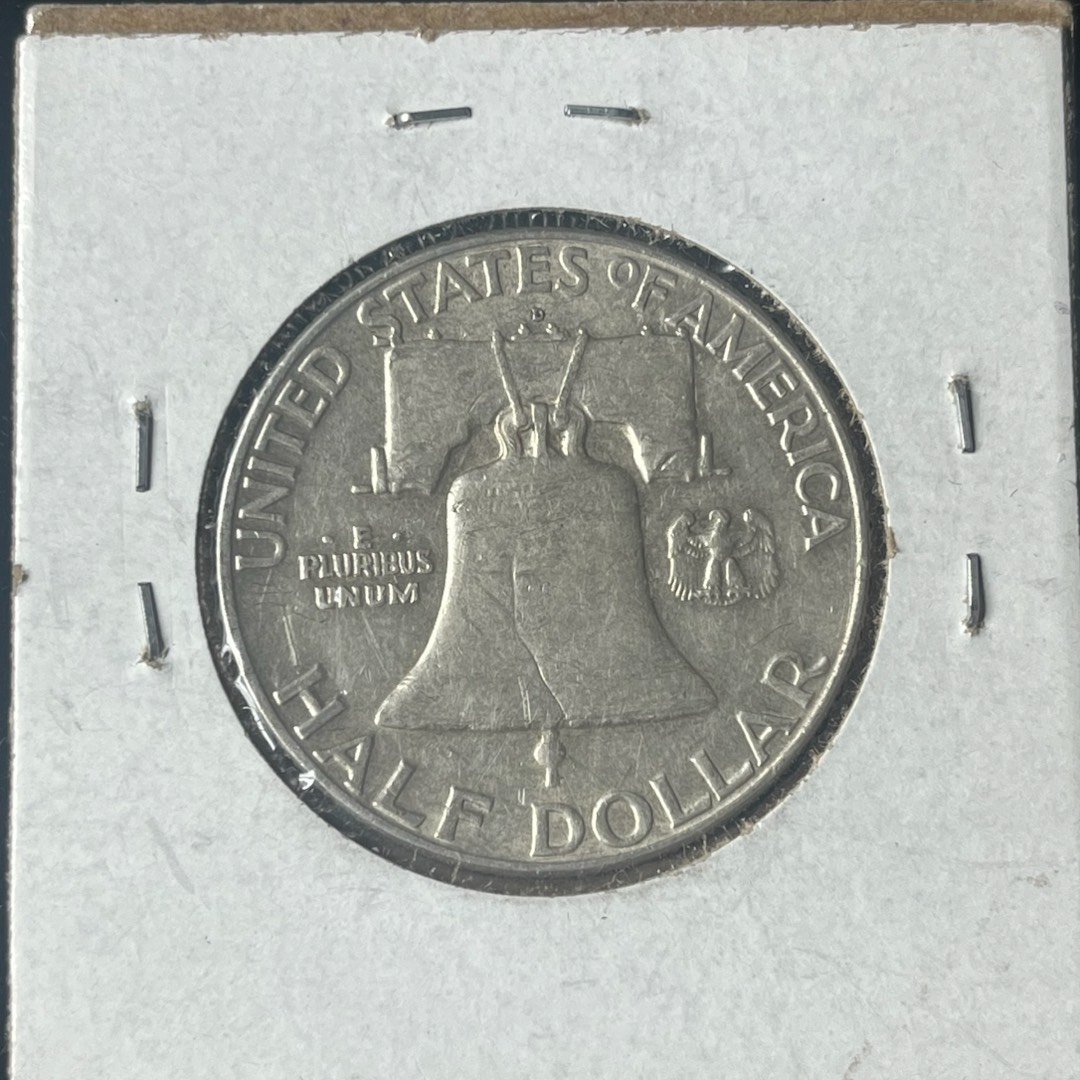 UNITED STATES OF AMERICA
D
· E ·
PLURIBUS
UNUM
HALF DOLLAR